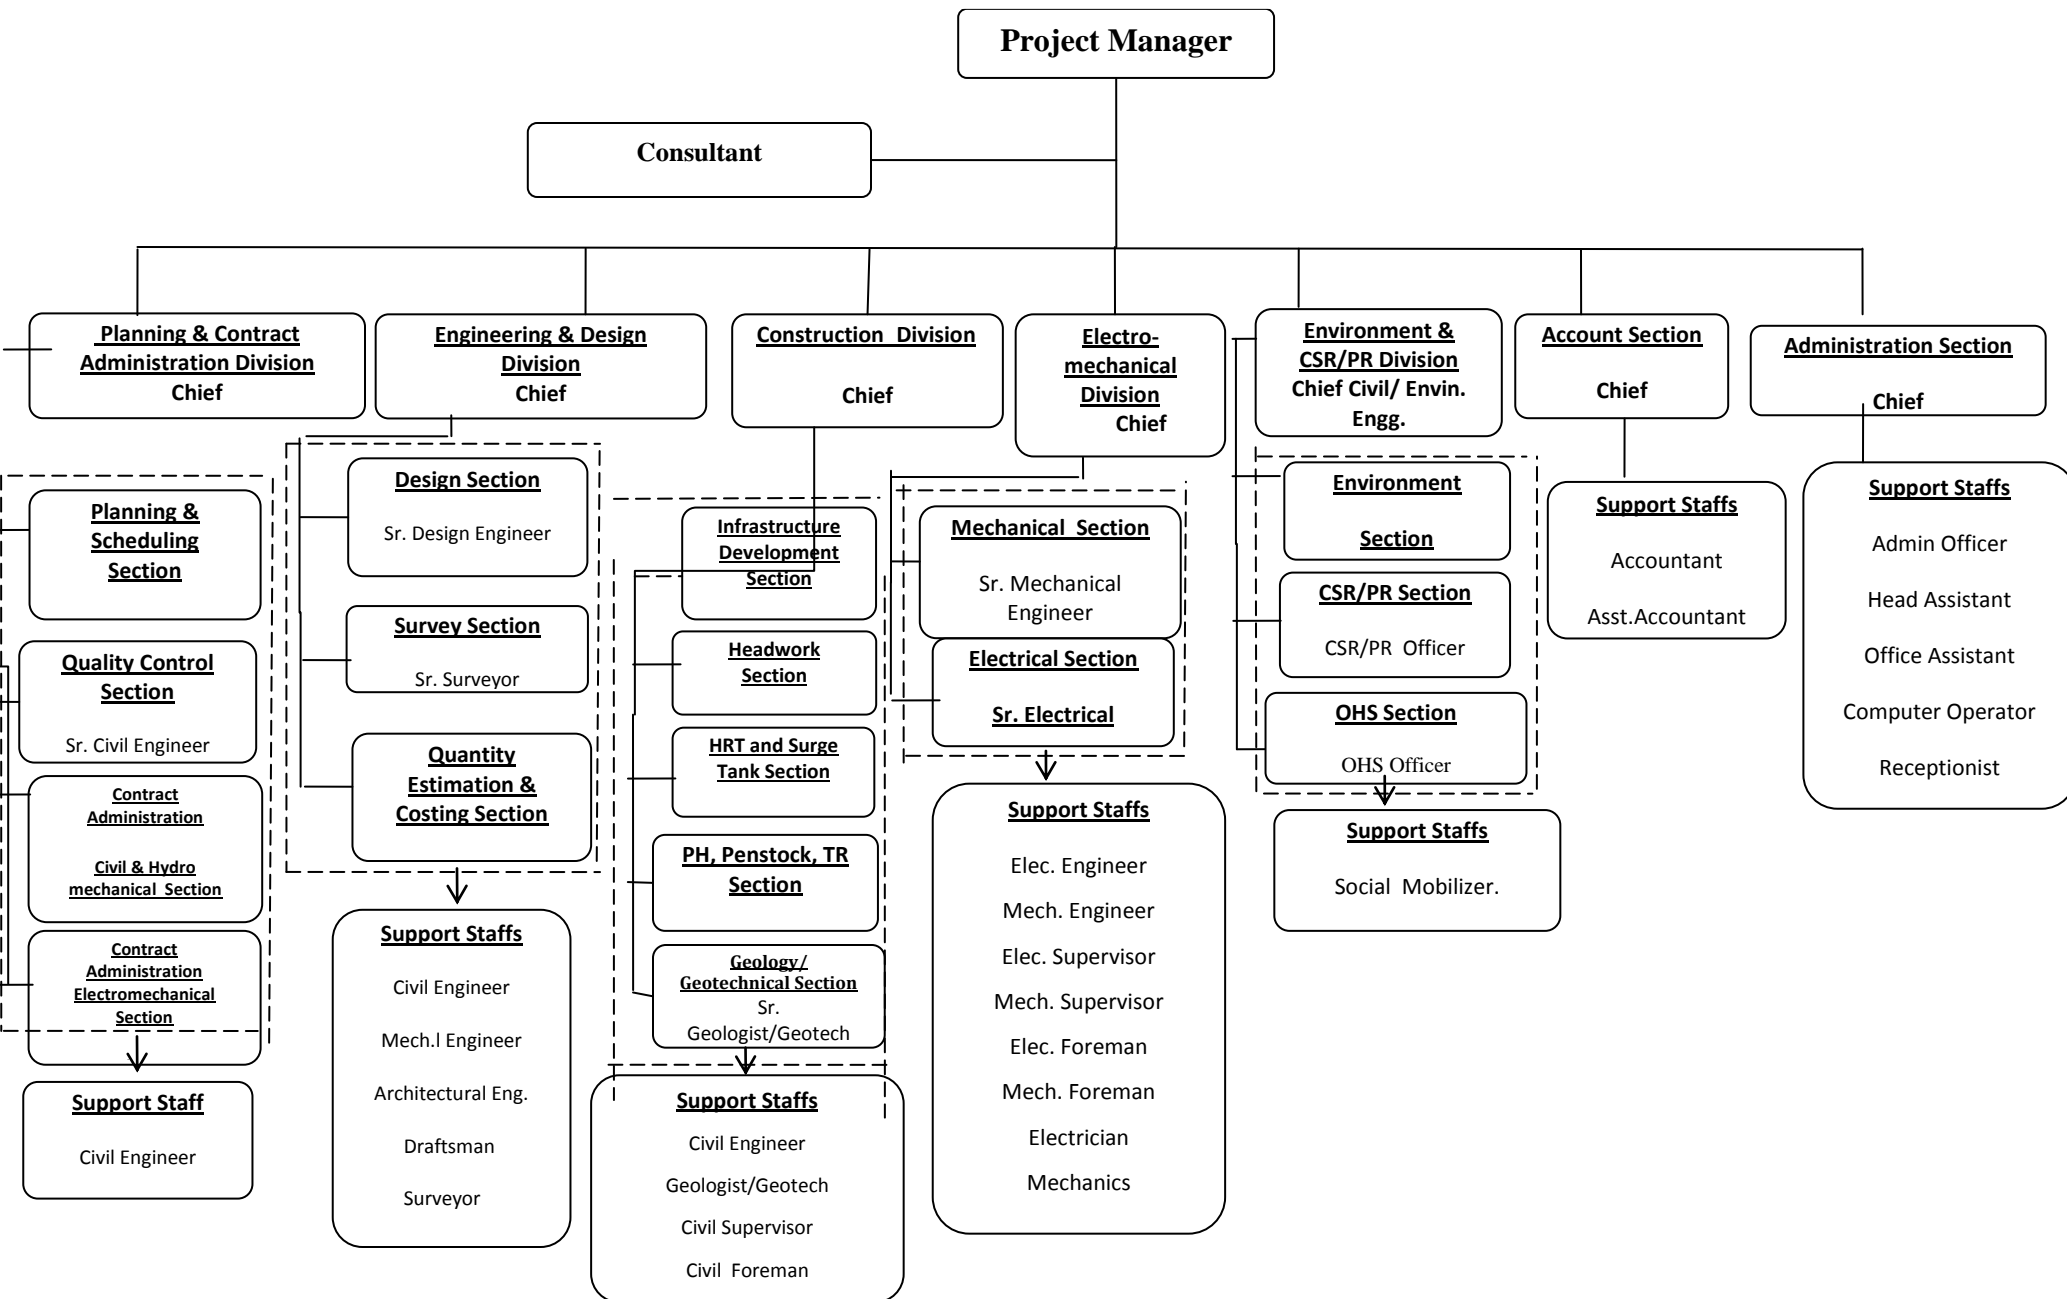 Project Manager
Consultant
Planning & Contract
Administration Division
Chief
Engineering & Design
Division
Chief
Construction Division
Chief
Electro-
mechanical
Division
Chief
Environment &
CSR/PR Division
Chief Civil/ Envin.
Engg.
Account Section
Chief
Administration Section
Chief
Planning &
Scheduling
Section
Quality Control
Section
Sr. Civil Engineer
Contract
Administration
Civil & Hydro
mechanical Section
Contract
Administration
Electromechanical
Section
Support Staff
Civil Engineer
Design Section
Sr. Design Engineer
Survey Section
Sr. Surveyor
Quantity
Estimation &
Costing Section
Support Staffs
Civil Engineer
Mech.l Engineer
Architectural Eng.
Draftsman
Surveyor
Infrastructure
Development
Section
Headwork
Section
HRT and Surge
Tank Section
PH, Penstock, TR
Section
Geology/
Geotechnical Section
Sr.
Geologist/Geotech
Support Staffs
Civil Engineer
Geologist/Geotech
Civil Supervisor
Civil Foreman
Mechanical Section
Sr. Mechanical
Engineer
Electrical Section
Sr. Electrical
Support Staffs
Elec. Engineer
Mech. Engineer
Elec. Supervisor
Mech. Supervisor
Elec. Foreman
Mech. Foreman
Electrician
Mechanics
Environment
Section
CSR/PR Section
CSR/PR Officer
OHS Section
OHS Officer
Support Staffs
Social Mobilizer.
Support Staffs
Accountant
Asst.Accountant
Support Staffs
Admin Officer
Head Assistant
Office Assistant
Computer Operator
Receptionist